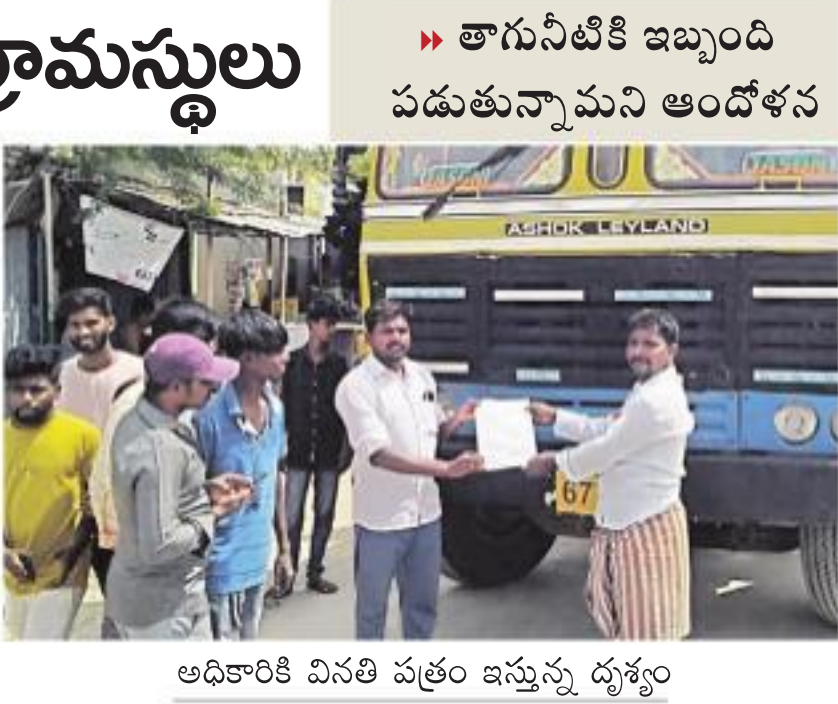 గ్రామస్థులు
తాగునీటికి ఇబ్బంది
పడుతున్నామని ఆందోళన
ASHOK LEYLAND
67
అధికారికి వినతి పత్రం ఇస్తున్న దృశ్యం